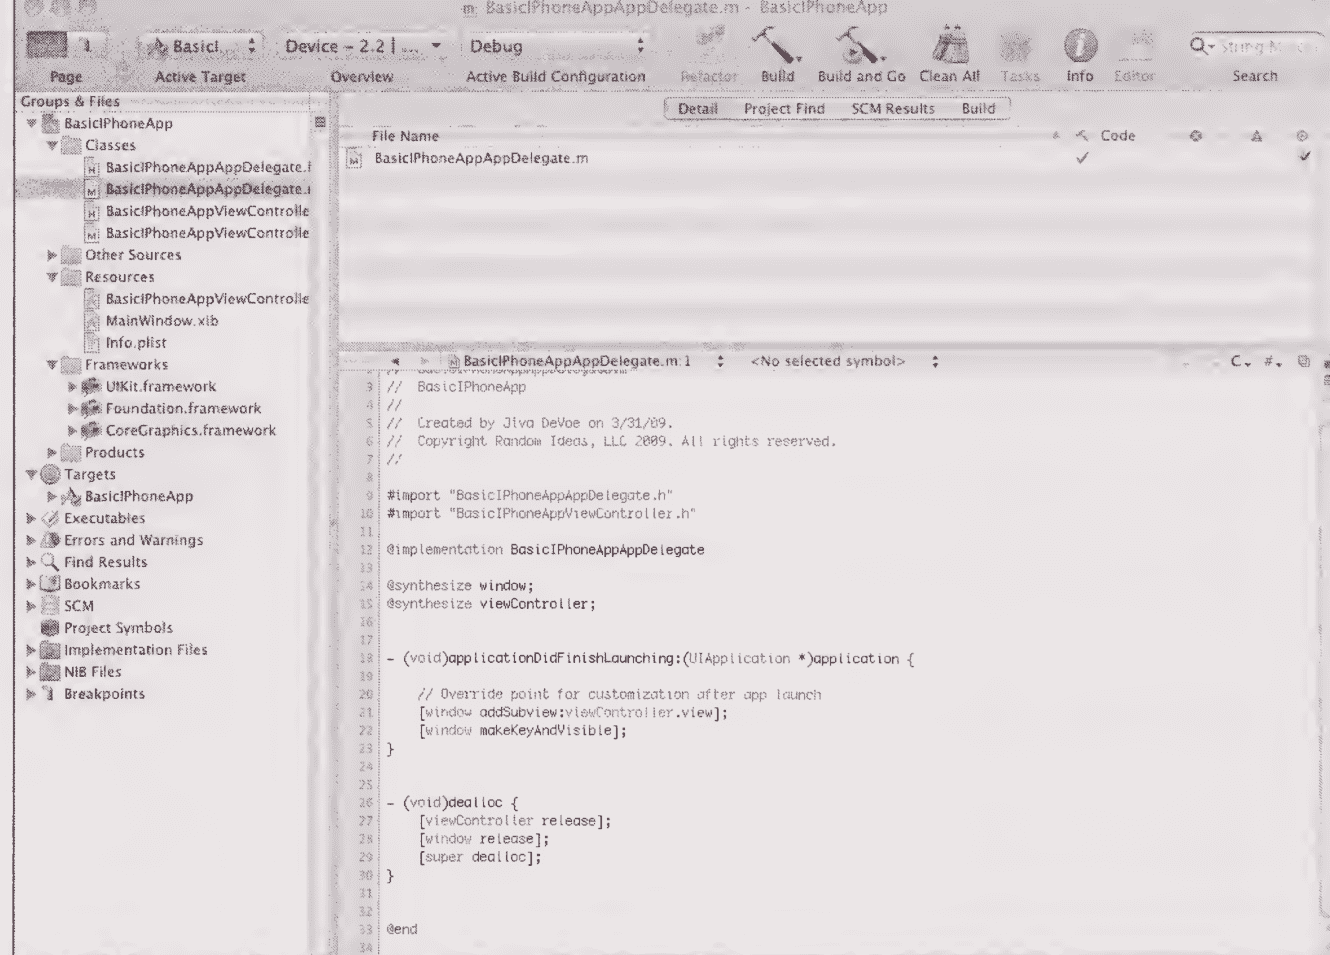 BasicIPhoneAppAppDelegate.m - BasicIPhoneApp
BasicI
Device - 2.2 | ...
Debug
Page
Active Target
Overview
Active Build Configuration
Refactor
Build
Build and Go
Clean All
Tasks
Info
Editor
Search
Groups & Files
BasicIPhoneApp
Classes
BasicIPhoneAppAppDelegate.
BasicIPhoneAppAppDelegate.
BasicIPhoneAppViewControlle
BasicIPhoneAppViewControlle
Other Sources
Resources
BasicIPhoneAppViewControlle
MainWindow.xib
Info.plist
Frameworks
UIKit.framework
Foundation.framework
CoreGraphics.framework
Products
Targets
BasicIPhoneApp
Executables
Errors and Warnings
Find Results
Bookmarks
SCM
Project Symbols
Implementation Files
NIB Files
Breakpoints
Detail Project Find SCM Results Build
File Name Code
BasicIPhoneAppAppDelegate.m
BasicIPhoneAppAppDelegate.m:1 <No selected symbol> C #
3 // BasicIPhoneApp
4 //
5 // Created by Jiva DeVoe on 3/31/09.
6 // Copyright Random Ideas, LLC 2009. All rights reserved.
7 //
8
9 #import "BasicIPhoneAppAppDelegate.h"
10 #import "BasicIPhoneAppViewController.h"
11
12 @implementation BasicIPhoneAppAppDelegate
13
14 @synthesize window;
15 @synthesize viewController;
16
17
18 - (void)applicationDidFinishLaunching:(UIApplication *)application {
19
20 // Override point for customization after app launch
21 [window addSubview:viewController.view];
22 [window makeKeyAndVisible];
23 }
24
25
26 - (void)dealloc {
27 [viewController release];
28 [window release];
29 [super dealloc];
30 }
31
32
33 @end
34